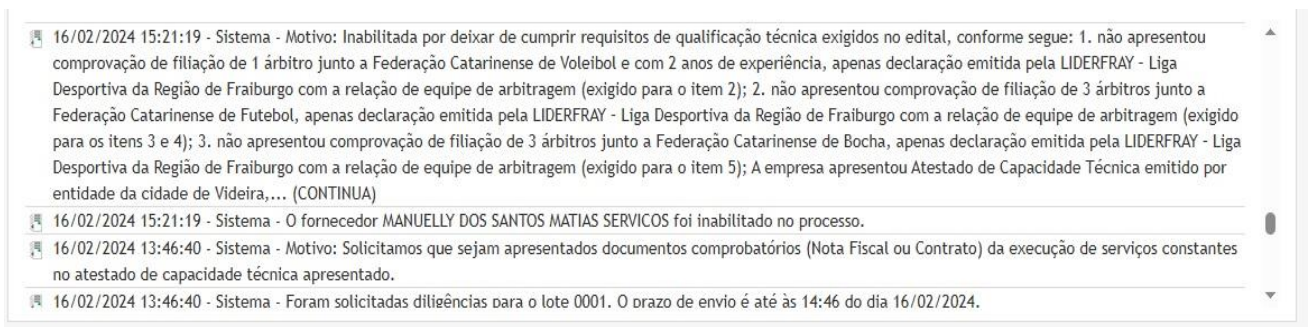 16/02/2024 15:21:19 - Sistema - Motivo: Inabilitada por deixar de cumprir requisitos de qualificação técnica exigidos no edital, conforme segue: 1. não apresentou
comprovação de filiação de 1 árbitro junto a Federação Catarinense de Voleibol e com 2 anos de experiência, apenas declaração emitida pela LIDERFRAY - Liga
Desportiva da Região de Fraiburgo com a relação de equipe de arbitragem (exigido para o item 2); 2. não apresentou comprovação de filiação de 3 árbitros junto a
Federação Catarinense de Futebol, apenas declaração emitida pela LIDERFRAY - Liga Desportiva da Região de Fraiburgo com a relação de equipe de arbitragem (exigido
para os itens 3 e 4); 3. não apresentou comprovação de filiação de 3 árbitros junto a Federação Catarinense de Bocha, apenas declaração emitida pela LIDERFRAY - Liga
Desportiva da Região de Fraiburgo com a relação de equipe de arbitragem (exigido para o item 5); A empresa apresentou Atestado de Capacidade Técnica emitido por
entidade da cidade de Videira,... (CONTINUA)
16/02/2024 15:21:19 - Sistema - O fornecedor MANUELLY DOS SANTOS MATIAS SERVICOS foi inabilitado no processo.
16/02/2024 13:46:40 - Sistema - Motivo: Solicitamos que sejam apresentados documentos comprobatórios (Nota Fiscal ou Contrato) da execução de serviços constantes
no atestado de capacidade técnica apresentado.
16/02/2024 13:46:40 - Sistema - Foram solicitadas diligências para o lote 0001. O prazo de envio é até às 14:46 do dia 16/02/2024.